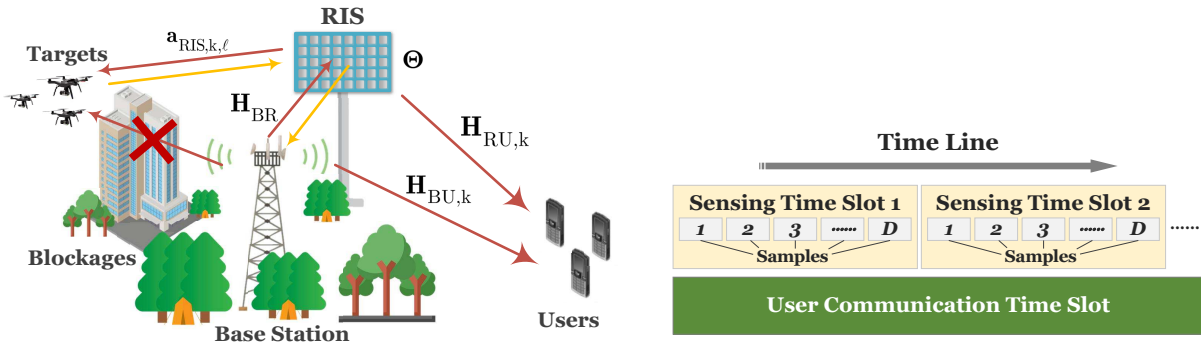 RIS
Targets
a_RIS,k,ℓ
Θ
H_BR
H_RU,k
H_BU,k
Blockages
Base Station
Users
Time Line
Sensing Time Slot 1
1 2 3 ...... D
Samples
Sensing Time Slot 2
1 2 3 ...... D
Samples
......
User Communication Time Slot